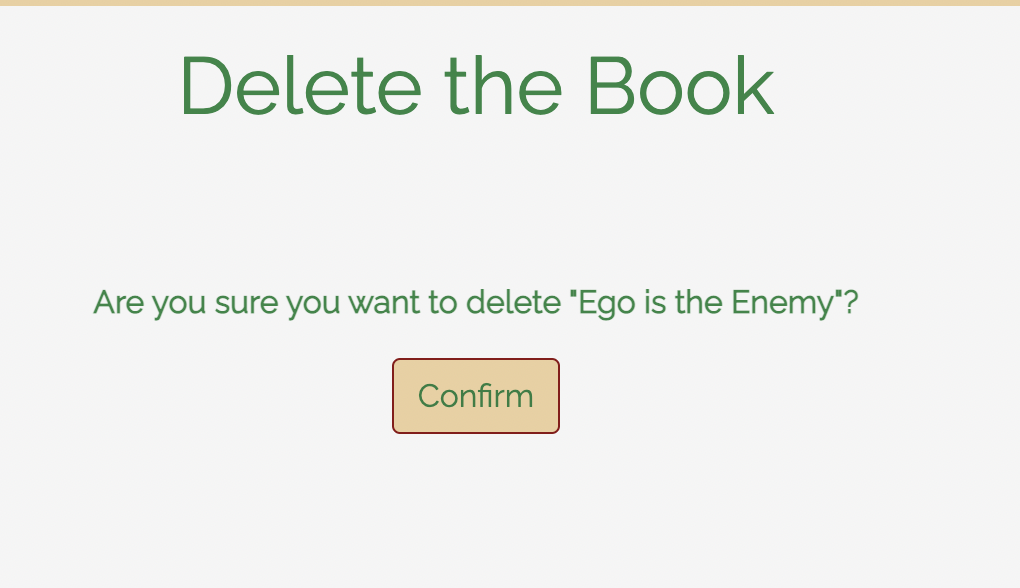 Delete the Book
Are you sure you want to delete "Ego is the Enemy"?
Confirm